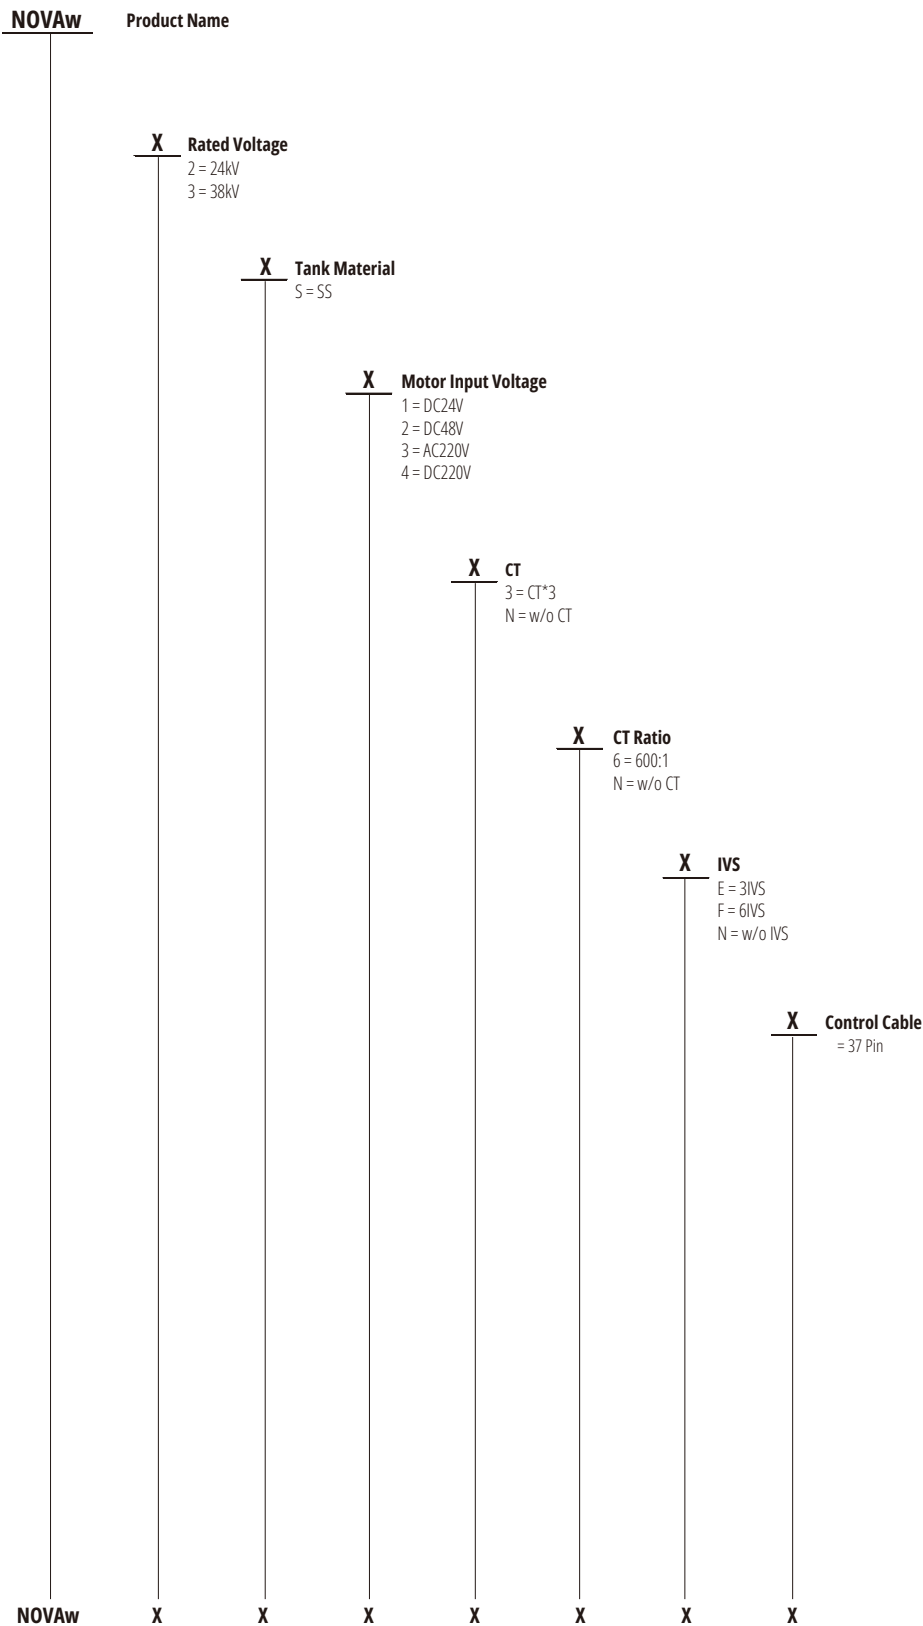 NOVAw Product Name
X Rated Voltage
2 = 24kV
3 = 38kV
X Tank Material
S = SS
X Motor Input Voltage
1 = DC24V
2 = DC48V
3 = AC220V
4 = DC220V
X CT
3 = CT*3
N = w/o CT
X CT Ratio
6 = 600:1
N = w/o CT
X IVS
E = 3IVS
F = 6IVS
N = w/o IVS
X Control Cable
= 37 Pin
NOVAw X X X X X X X